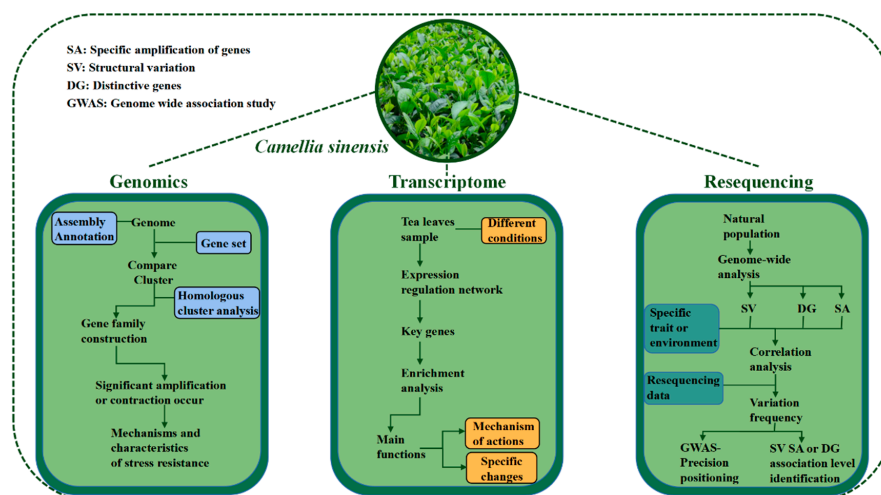 SA: Specific amplification of genes
SV: Structural variation
DG: Distinctive genes
GWAS: Genome wide association study
Camellia sinensis
Genomics
Assembly
Annotation
Genome
Gene set
Compare
Cluster
Homologous
cluster analysis
Gene family
construction
Significant amplification
or contraction occur
Mechanisms and
characteristics
of stress resistance
Transcriptome
Tea leaves
sample
Different
conditions
Expression
regulation network
Key genes
Enrichment
analysis
Main
functions
Mechanism
of actions
Specific
changes
Resequencing
Natural
population
Genome-wide
analysis
SV
DG
SA
Specific
trait or
environment
Correlation
analysis
Resequencing
data
Variation
frequency
GWAS-
Precision
positioning
SV SA or DG
association level
identification